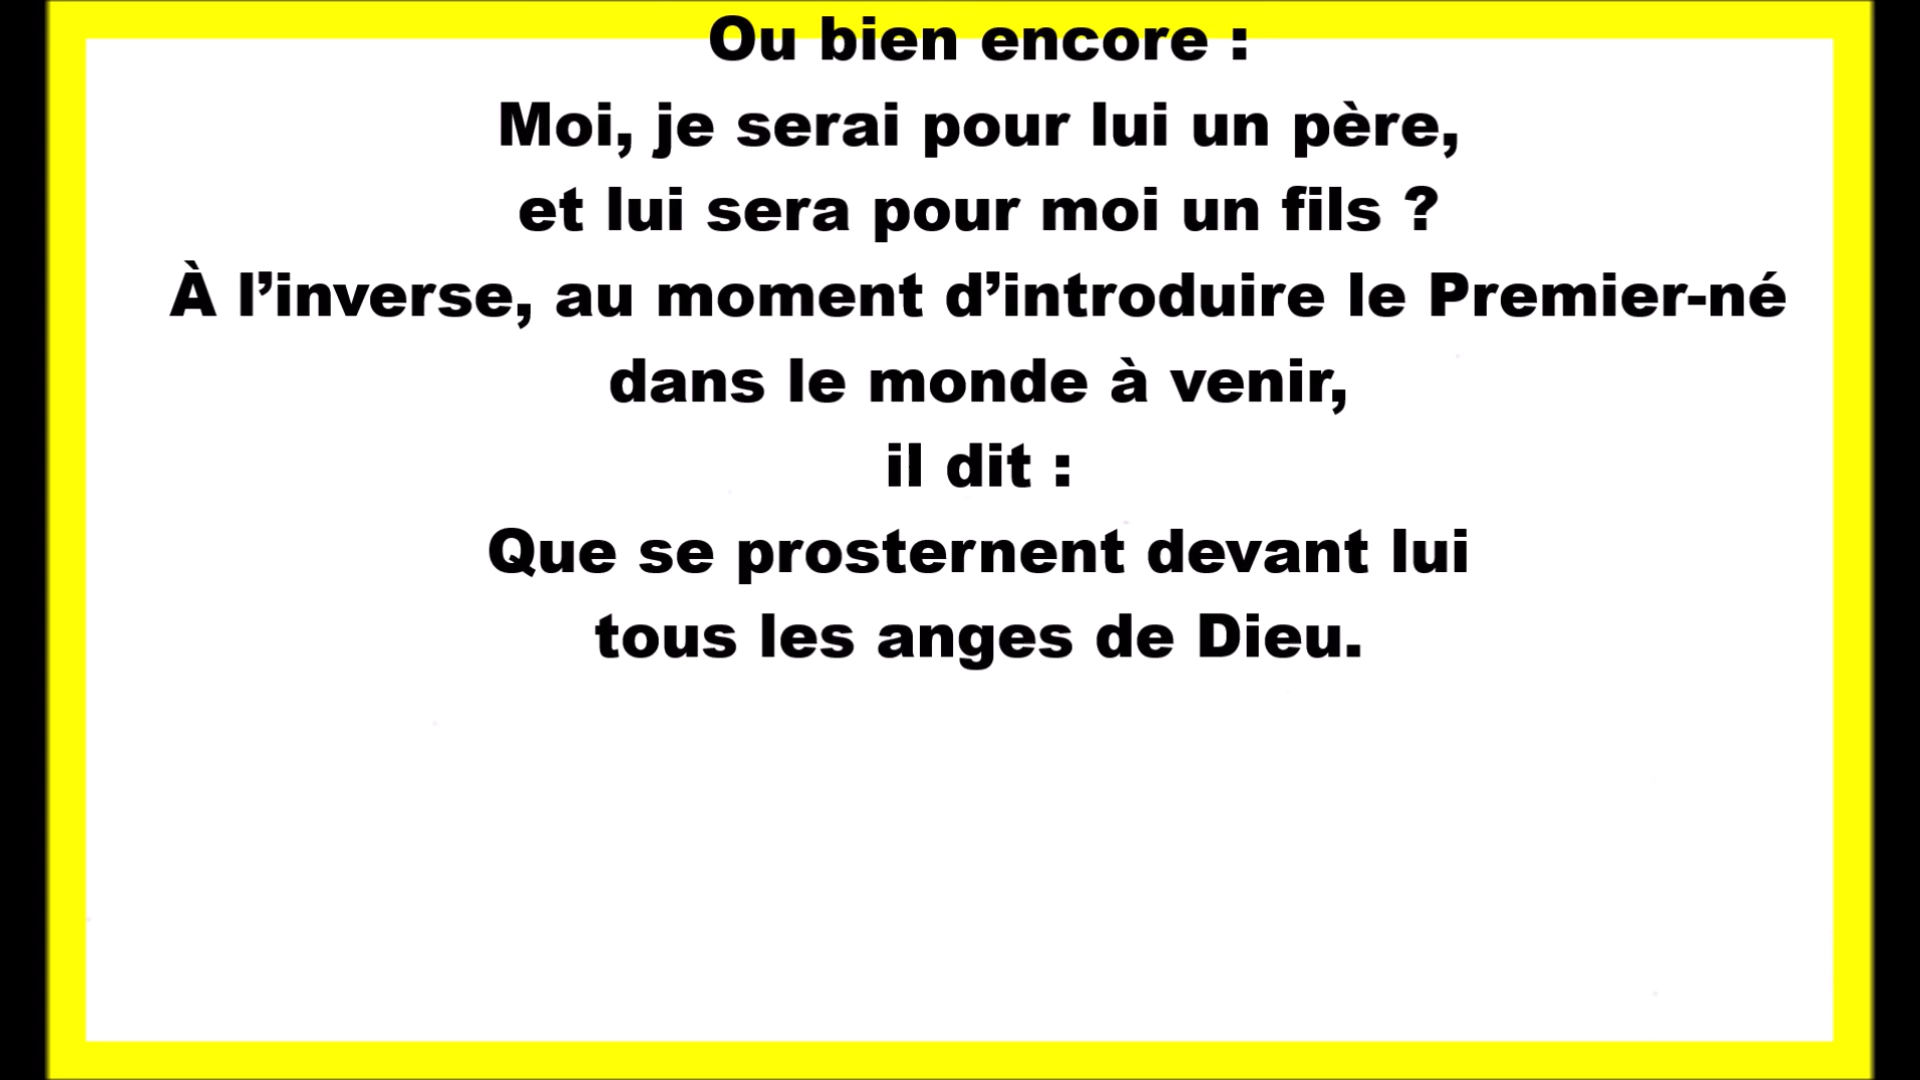 Ou bien encore :
Moi, je serai pour lui un père,
et lui sera pour moi un fils ?
À l’inverse, au moment d’introduire le Premier-né
dans le monde à venir,
il dit :
Que se prosternent devant lui
tous les anges de Dieu.